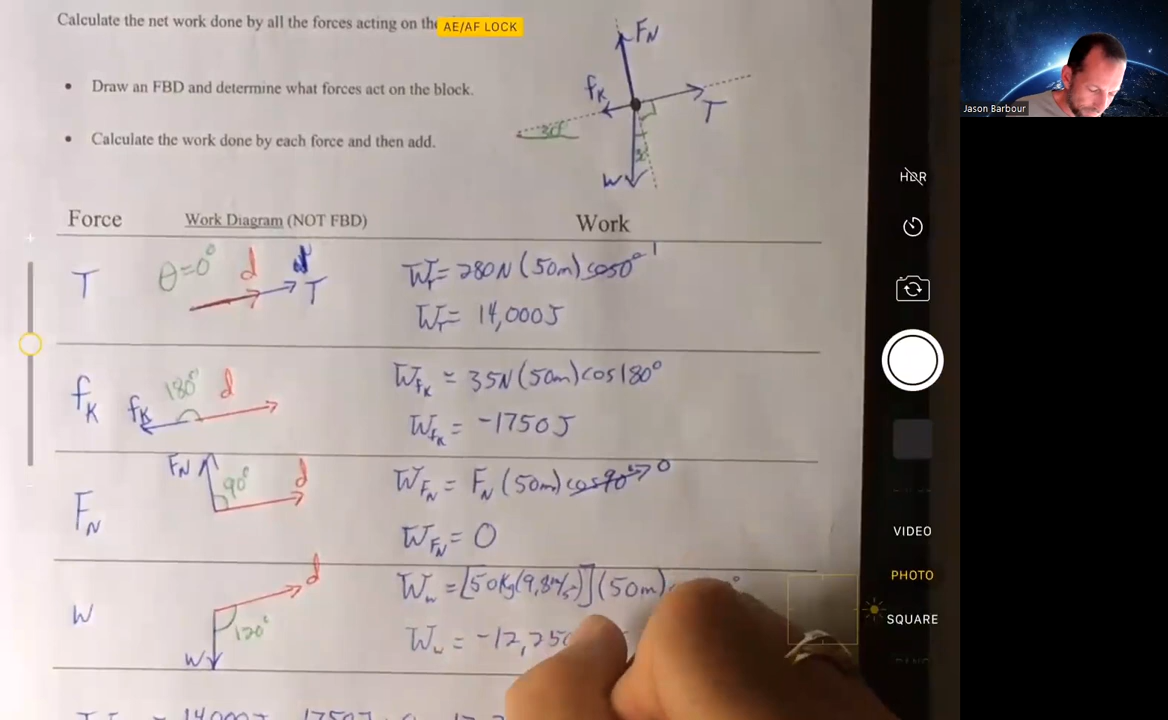 Calculate the net work done by all the forces acting on the
AE/AF LOCK
• Draw an FBD and determine what forces act on the block.
• Calculate the work done by each force and then add.
FN
fK
T
30°
W
Force Work Diagram (NOT FBD) Work
T θ=0° d T
WT = 280N (50m) cos0° 1
WT = 14,000J
fK fK 180° d
WfK = 35N (50m) cos180°
WfK = -1750J
FN FN 90° d
WFN = FN (50m) cos90° 0
WFN = 0
W W 120° d
Ww = [50kg(9,8m/s²)] (50m)
Ww = -12,250
Jason Barbour
HDR
VIDEO
PHOTO
SQUARE